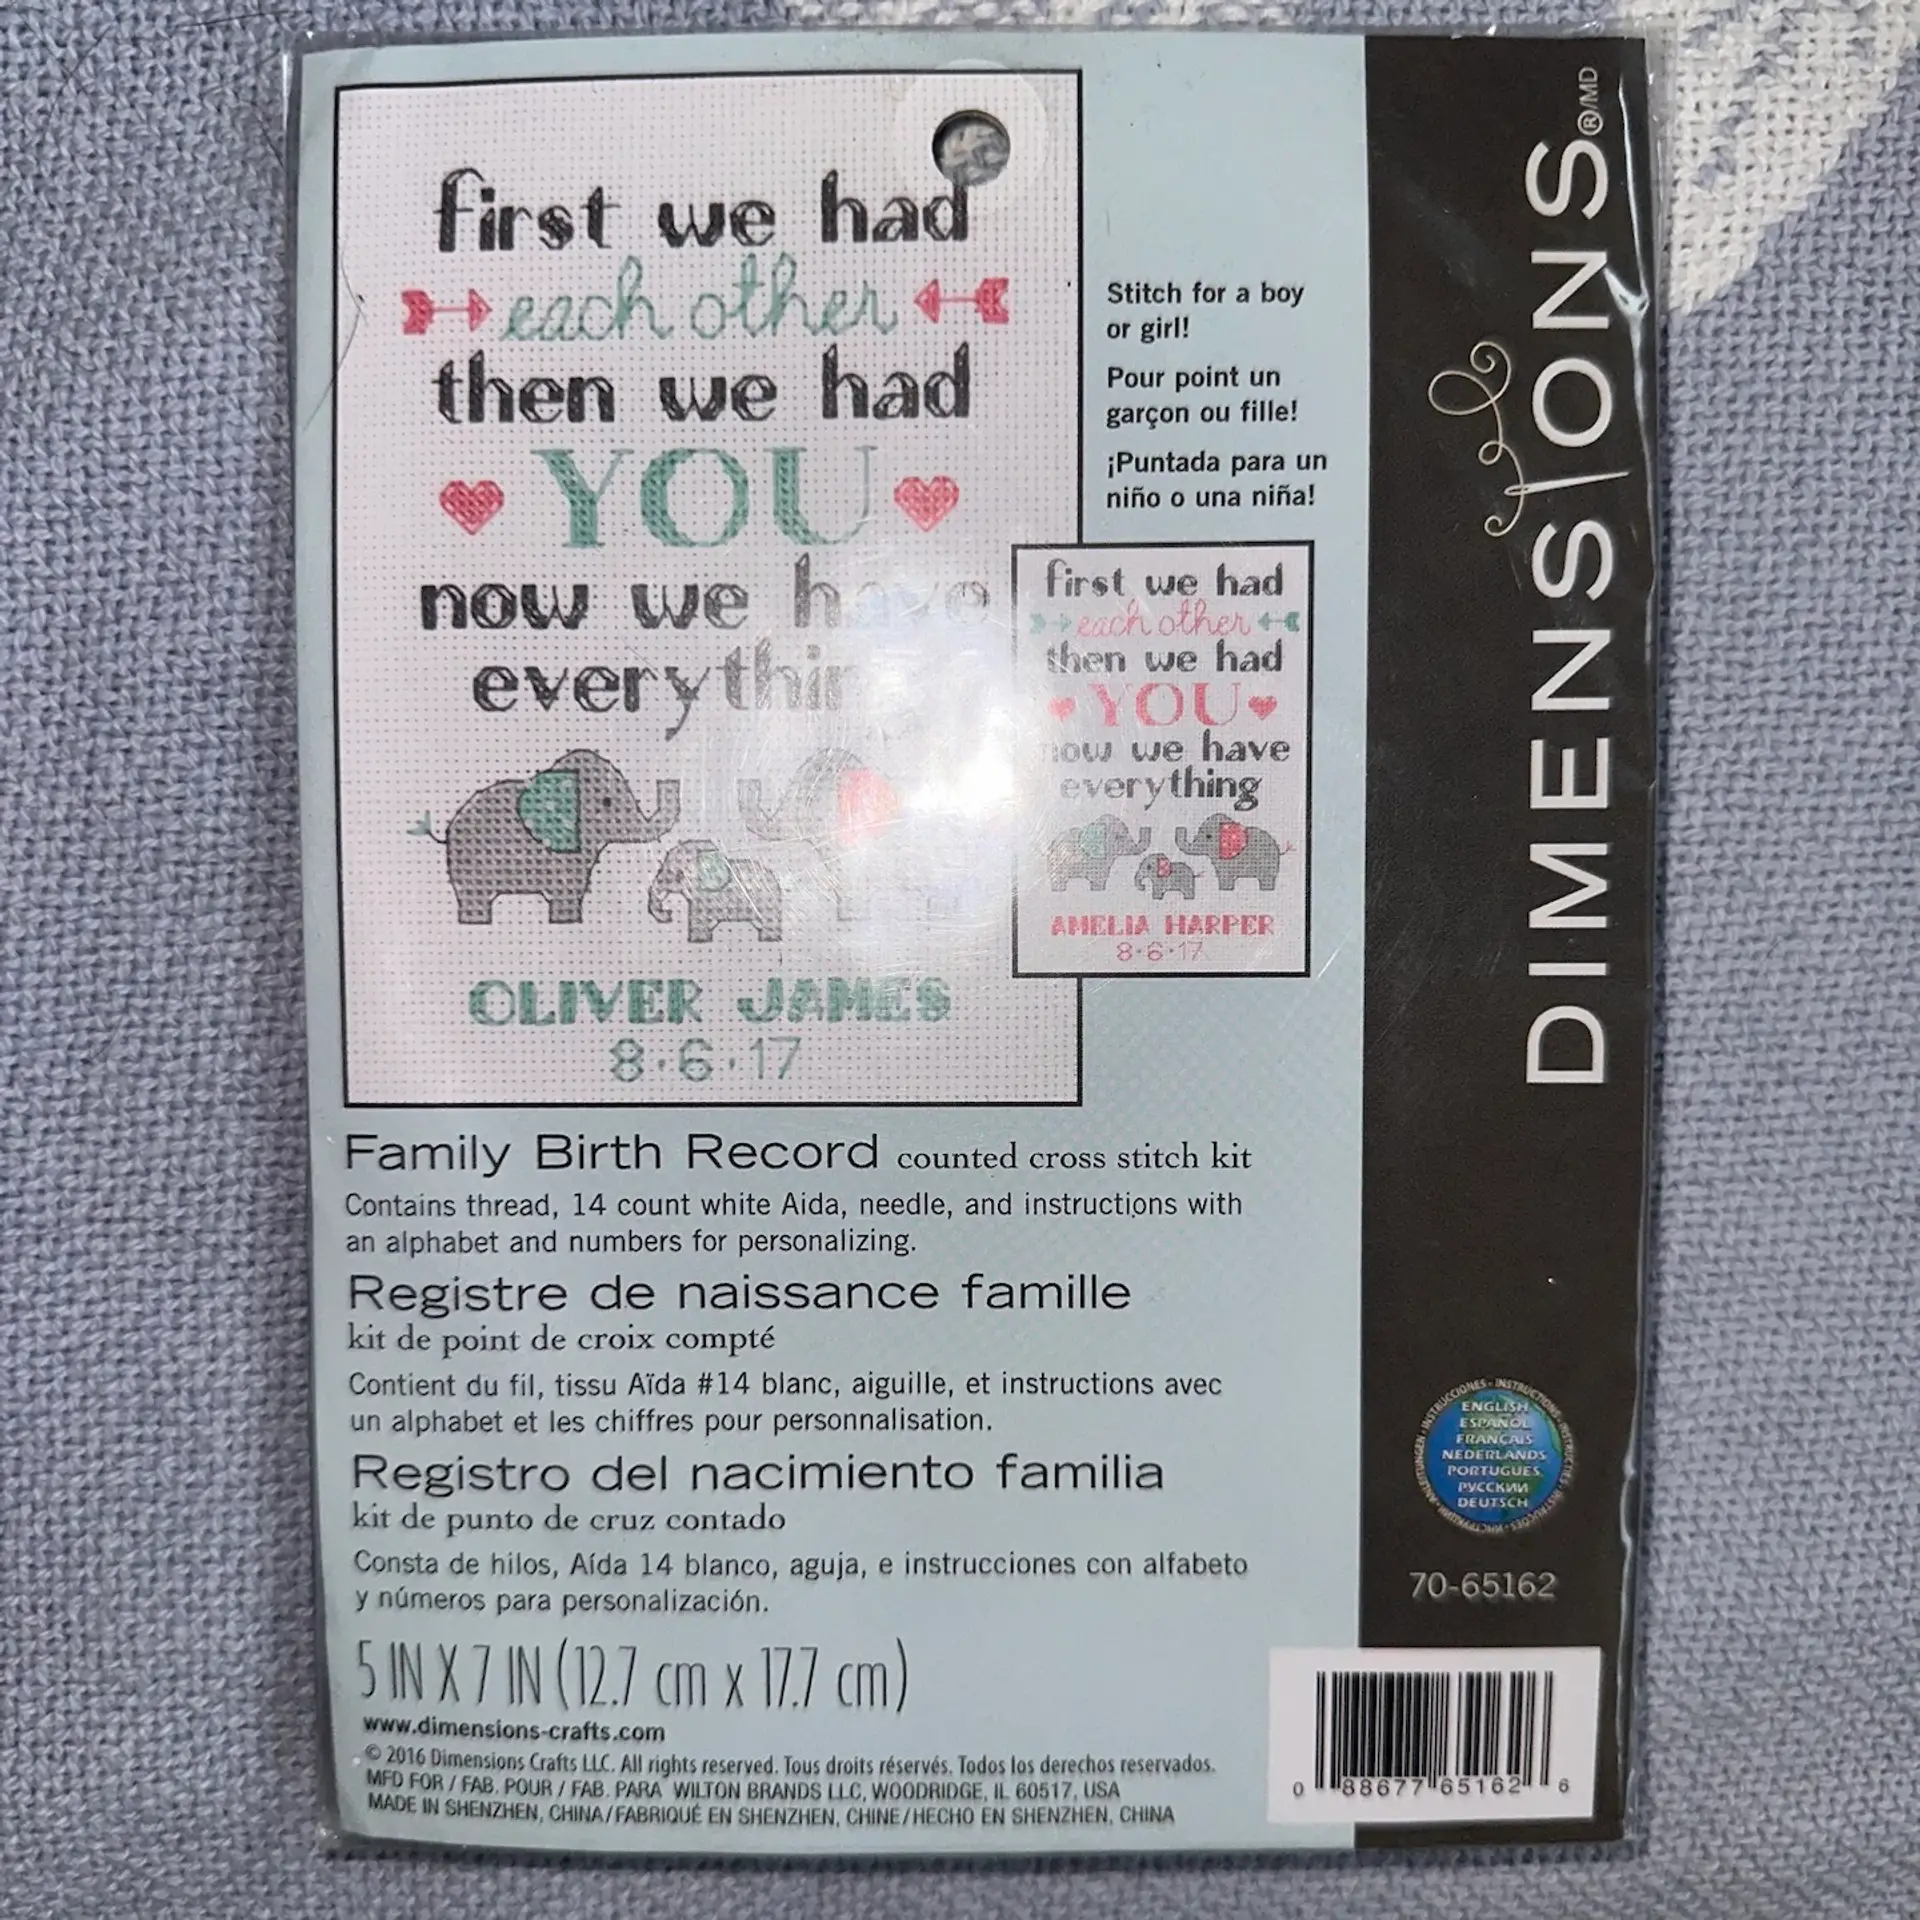 first we had
each other
then we had
YOU
now we have
OLIVER JAMES
8·6·17
Stitch for a boy
or girl!
Pour point un
garçon ou fille!
¡Puntada para un
niño o una niña!
first we had
each other
then we had
YOU
now we have
everything
AMELIA HARPER
8·6·17
DIMENSIONS®/MD
Family Birth Record counted cross stitch kit
Contains thread, 14 count white Aida, needle, and instructions with
an alphabet and numbers for personalizing.
Registre de naissance famille
kit de point de croix compté
Contient du fil, tissu Aïda #14 blanc, aiguille, et instructions avec
un alphabet et les chiffres pour personnalisation.
Registro del nacimiento familia
kit de punto de cruz contado
Consta de hilos, Aída 14 blanco, aguja, e instrucciones con alfabeto
y números para personalización.
5 IN X 7 IN (12.7 cm x 17.7 cm)
www.dimensions-crafts.com
© 2016 Dimensions Crafts LLC. All rights reserved. Tous droits réservés. Todos los derechos reservados.
MFD FOR / FAB. POUR / FAB. PARA WILTON BRANDS LLC, WOODRIDGE, IL 60517, USA
MADE IN SHENZHEN, CHINA/FABRIQUÉ EN SHENZHEN, CHINE/HECHO EN SHENZHEN, CHINA
ENGLISH
ESPAÑOL
FRANÇAIS
NEDERLANDS
PORTUGUES
РУССКИЙ
DEUTSCH
70-65162
0 88677 65162 6